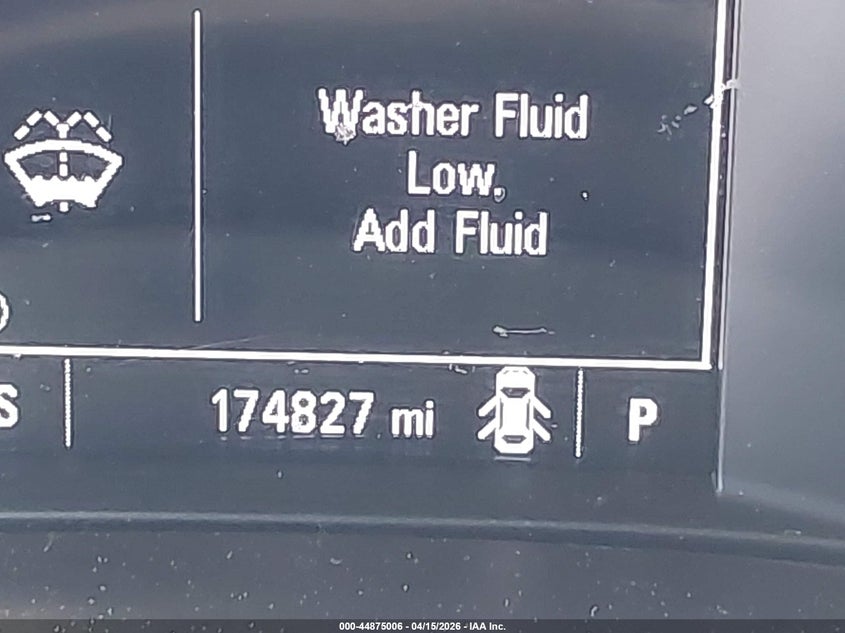 Washer Fluid
Low,
Add Fluid
S
174827 mi
P
000-44875006 - 04/15/2026 - IAA Inc.